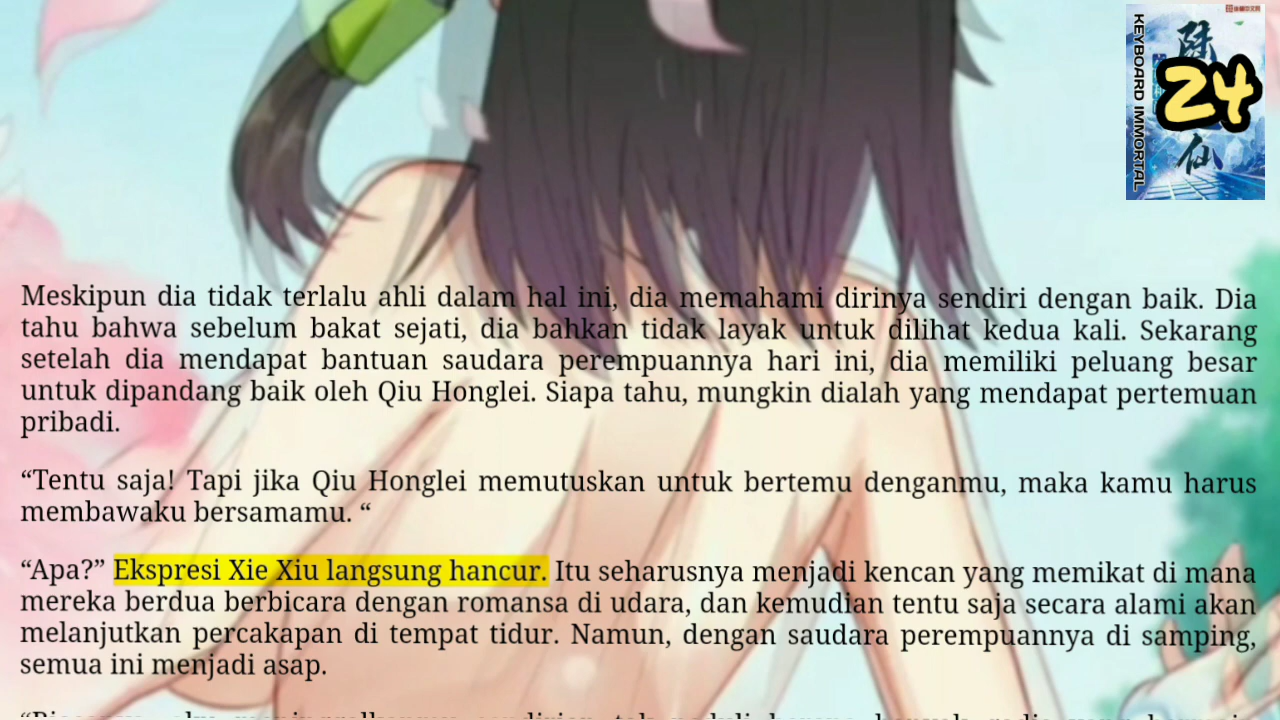 KEYBOARD IMMORTAL
陆
24
仙
Meskipun dia tidak terlalu ahli dalam hal ini, dia memahami dirinya sendiri dengan baik. Dia
tahu bahwa sebelum bakat sejati, dia bahkan tidak layak untuk dilihat kedua kali. Sekarang
setelah dia mendapat bantuan saudara perempuannya hari ini, dia memiliki peluang besar
untuk dipandang baik oleh Qiu Honglei. Siapa tahu, mungkin dialah yang mendapat pertemuan
pribadi.
“Tentu saja! Tapi jika Qiu Honglei memutuskan untuk bertemu denganmu, maka kamu harus
membawaku bersamamu. “
“Apa?” Ekspresi Xie Xiu langsung hancur. Itu seharusnya menjadi kencan yang memikat di mana
mereka berdua berbicara dengan romansa di udara, dan kemudian tentu saja secara alami akan
melanjutkan percakapan di tempat tidur. Namun, dengan saudara perempuannya di samping,
semua ini menjadi asap.